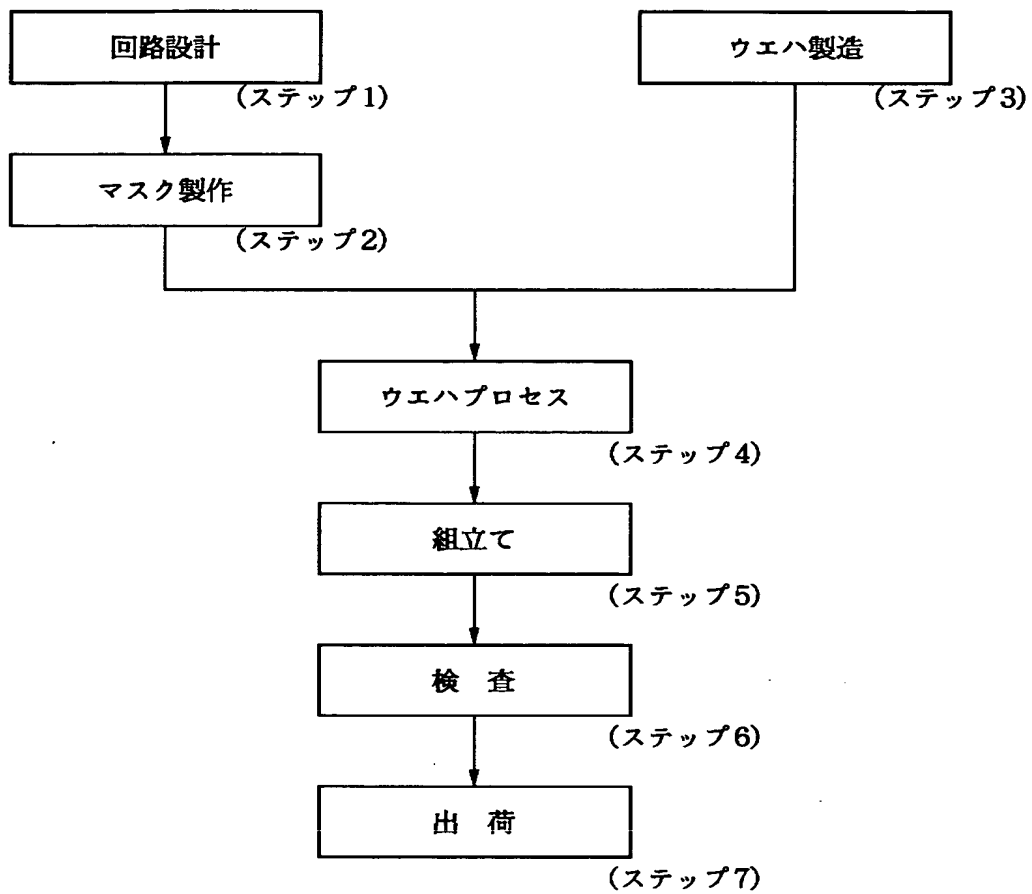 回路設計
(ステップ1)
マスク製作
(ステップ2)
ウエハ製造
(ステップ3)
ウエハプロセス
(ステップ4)
組立て
(ステップ5)
検 査
(ステップ6)
出 荷
(ステップ7)